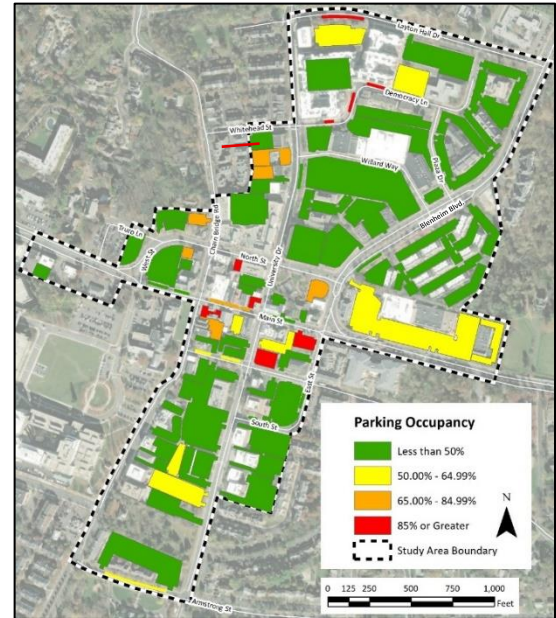 Layton Hall Dr
Democracy Ln
Whitehead St
Willard Way
Plaza Dr
Blenheim Blvd.
Chain Bridge Rd
University Dr
Truro Ln
West St
North St
Main St
East St
South St
Armstrong St
Parking Occupancy
Less than 50%
50.00% - 64.99%
65.00% - 84.99%
85% or Greater
Study Area Boundary
N
0 125 250 500 750 1,000
Feet